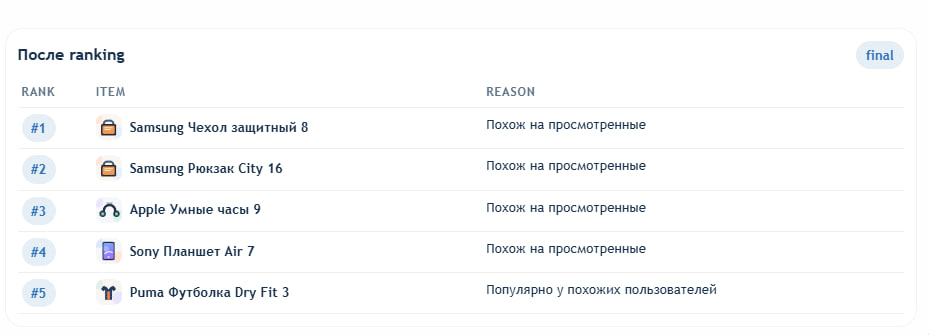 После ranking
final
RANK ITEM REASON
#1 Samsung Чехол защитный 8 Похож на просмотренные
#2 Samsung Рюкзак City 16 Похож на просмотренные
#3 Apple Умные часы 9 Похож на просмотренные
#4 Sony Планшет Air 7 Похож на просмотренные
#5 Puma Футболка Dry Fit 3 Популярно у похожих пользователей